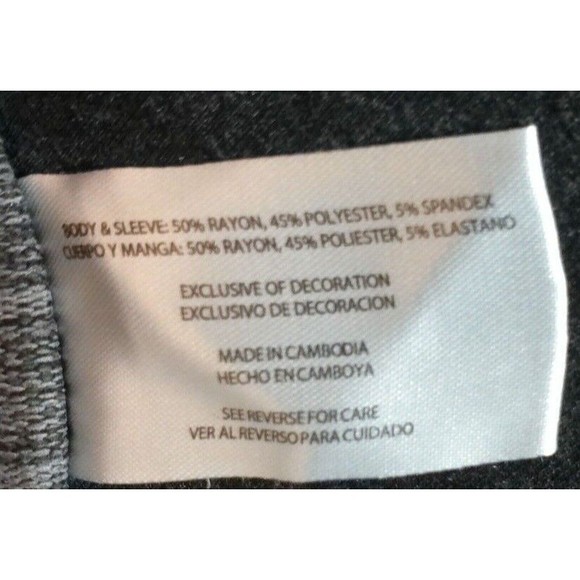 BODY & SLEEVE: 50% RAYON, 45% POLYESTER, 5% SPANDEX
CUERPO Y MANGA: 50% RAYON, 45% POLIESTER, 5% ELASTANO
EXCLUSIVE OF DECORATION
EXCLUSIVO DE DECORACION
MADE IN CAMBODIA
HECHO EN CAMBOYA
SEE REVERSE FOR CARE
VER AL REVERSO PARA CUIDADO